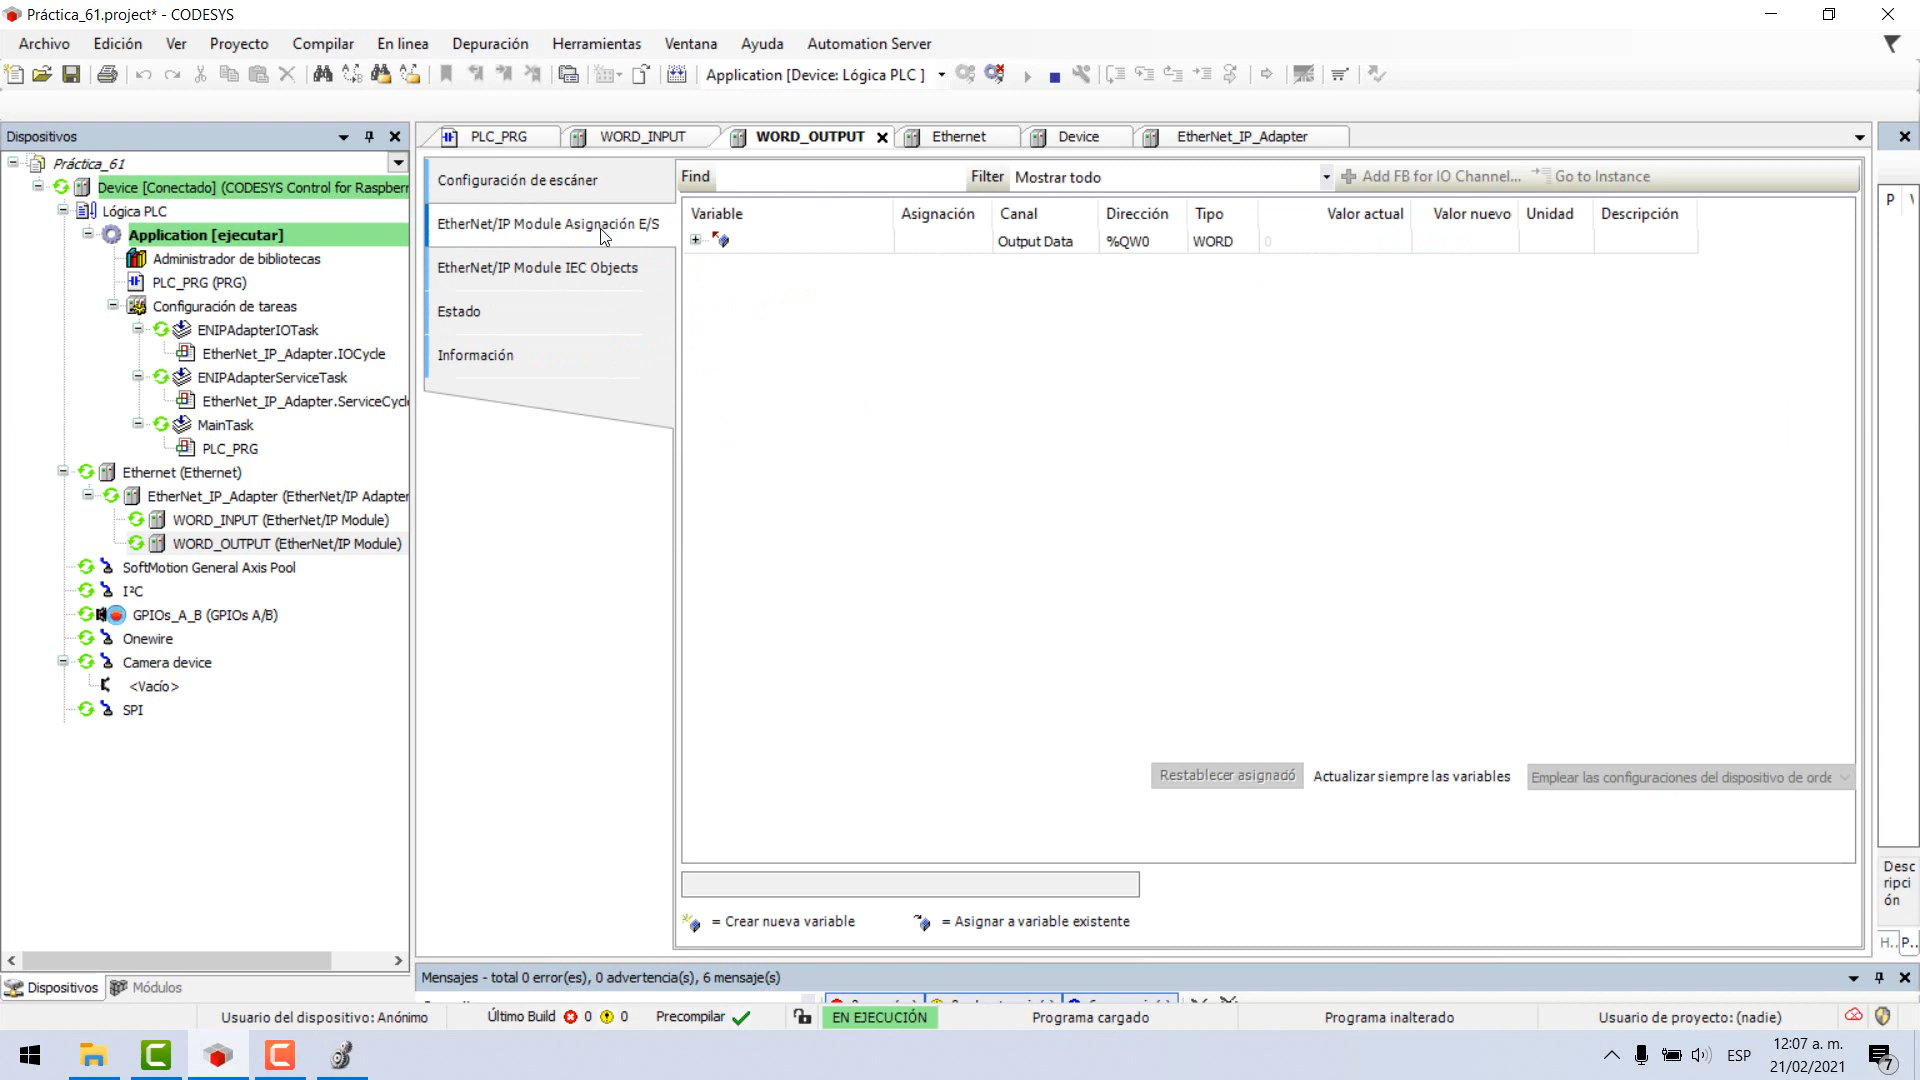 Práctica_61.project* - CODESYS
Archivo Edición Ver Proyecto Compilar En linea Depuración Herramientas Ventana Ayuda Automation Server
Application [Device: Lógica PLC ]
Dispositivos
Práctica_61
Device [Conectado] (CODESYS Control for Raspberr
Lógica PLC
Application [ejecutar]
Administrador de bibliotecas
PLC_PRG (PRG)
Configuración de tareas
ENIPAdapterIOTask
EtherNet_IP_Adapter.IOCycle
ENIPAdapterServiceTask
EtherNet_IP_Adapter.ServiceCycl
MainTask
PLC_PRG
Ethernet (Ethernet)
EtherNet_IP_Adapter (EtherNet/IP Adapter
WORD_INPUT (EtherNet/IP Module)
WORD_OUTPUT (EtherNet/IP Module)
SoftMotion General Axis Pool
I²C
GPIOs_A_B (GPIOs A/B)
Onewire
Camera device
<Vacío>
SPI
Dispositivos Módulos
PLC_PRG WORD_INPUT WORD_OUTPUT Ethernet Device EtherNet_IP_Adapter
Configuración de escáner
EtherNet/IP Module Asignación E/S
EtherNet/IP Module IEC Objects
Estado
Información
Find Filter Mostrar todo Add FB for IO Channel... Go to Instance
Variable Asignación Canal Dirección Tipo Valor actual Valor nuevo Unidad Descripción
Output Data %QW0 WORD 0
Restablecer asignació Actualizar siempre las variables Emplear las configuraciones del dispositivo de orde
= Crear nueva variable = Asignar a variable existente
P
Desc
ripci
ón
H.. P..
Mensajes - total 0 error(es), 0 advertencia(s), 6 mensaje(s)
Usuario del dispositivo: Anónimo Último Build 0 0 Precompilar EN EJECUCIÓN Programa cargado Programa inalterado Usuario de proyecto: (nadie)
ESP
12:07 a. m.
21/02/2021
7